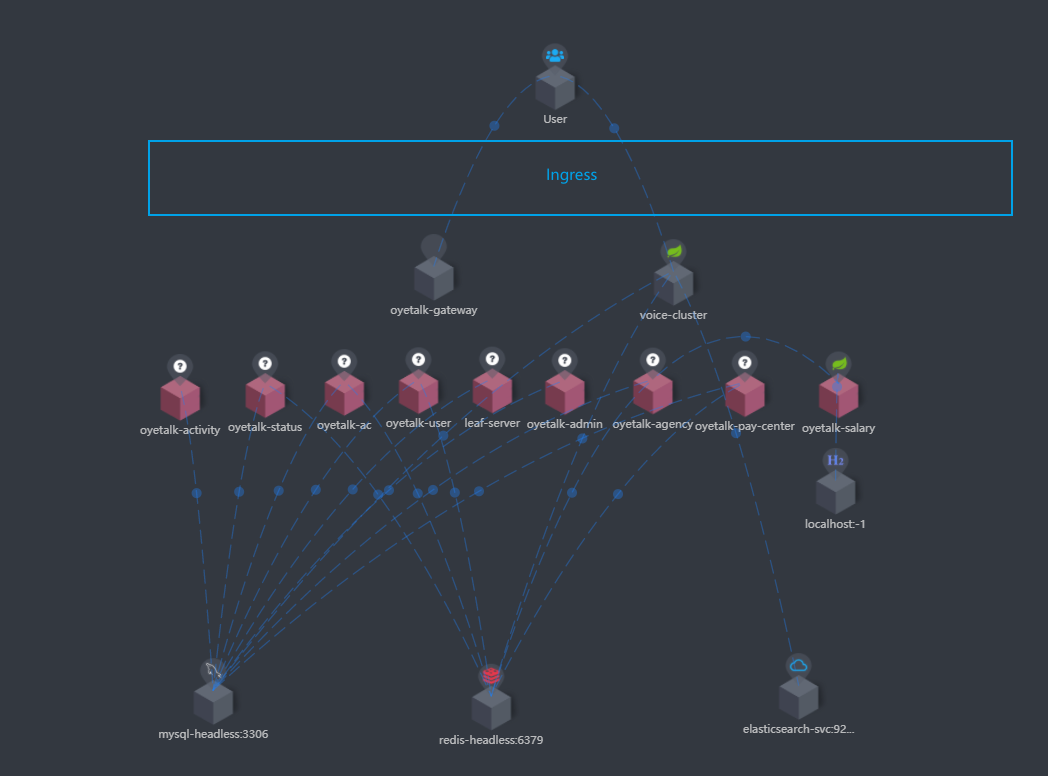 User
Ingress
oyetalk-gateway
voice-cluster
?
?
?
?
?
?
?
?
oyetalk-activity
oyetalk-status
oyetalk-ac
oyetalk-user
leaf-server
oyetalk-admin
oyetalk-agency
oyetalk-pay-center
oyetalk-salary
H2
localhost:-1
mysql-headless:3306
redis-headless:6379
elasticsearch-svc:92...